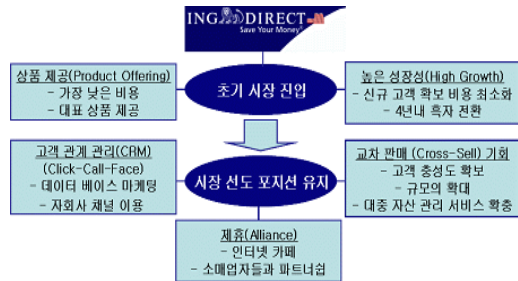 ING DIRECT
Save Your Money®
상품 제공(Product Offering)
- 가장 낮은 비용
- 대표 상품 제공
초기 시장 진입
높은 성장성(High Growth)
- 신규 고객 확보 비용 최소화
- 4년내 흑자 전환
고객 관계 관리(CRM)
(Click-Call-Face)
- 데이터 베이스 마케팅
- 자회사 채널 이용
시장 선도 포지션 유지
교차 판매 (Cross-Sell) 기회
- 고객 충성도 확보
- 규모의 확대
- 대중 자산 관리 서비스 확충
제휴(Alliance)
- 인터넷 카페
- 소매업자들과 파트너쉽